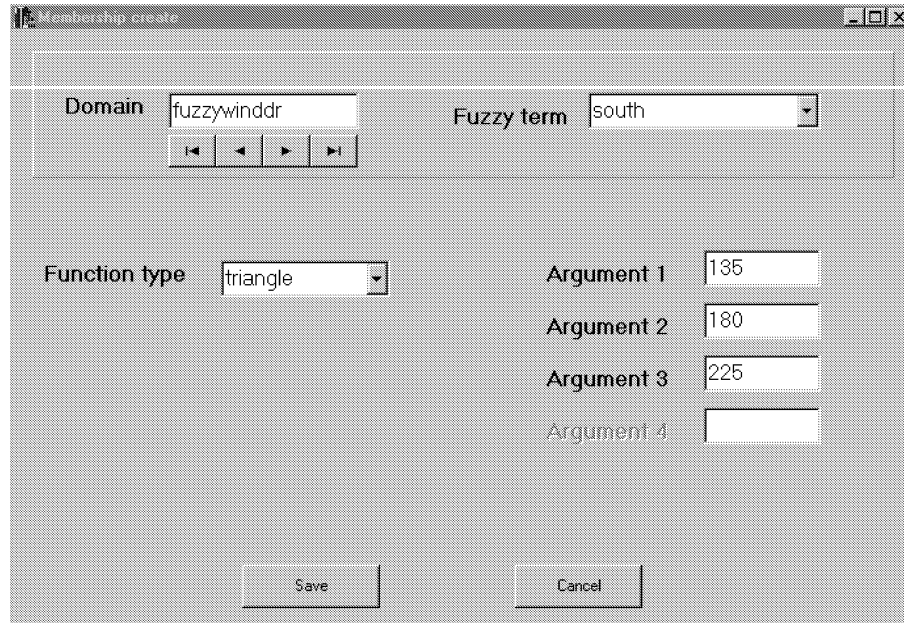 Membership create
Domain fuzzywinddr Fuzzy term south
Function type triangle Argument 1 135
Argument 2 180
Argument 3 225
Argument 4
Save Cancel